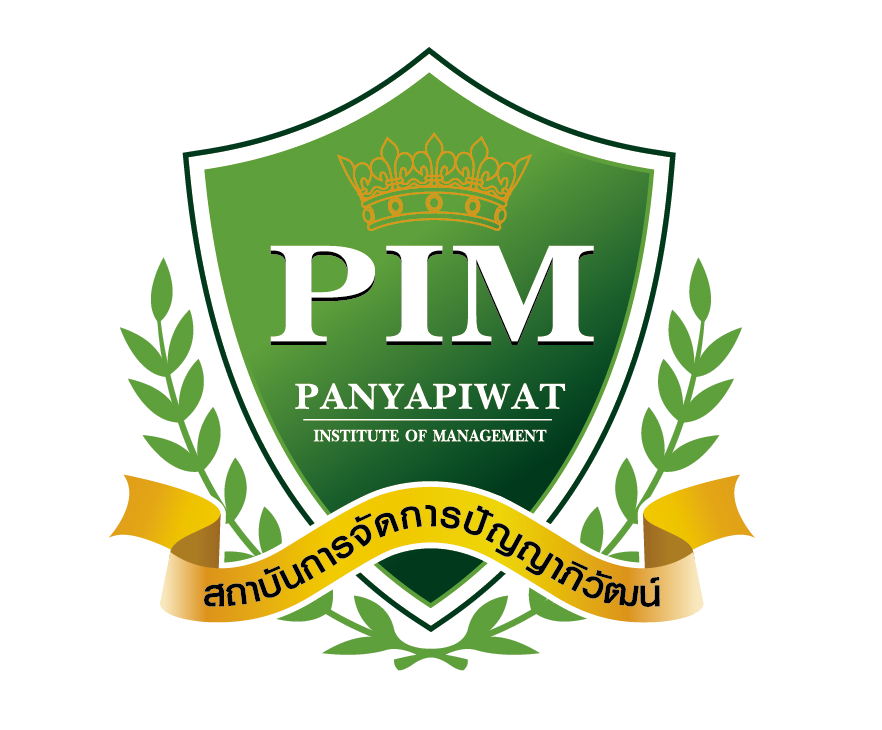 PIM
PANYAPIWAT
INSTITUTE OF MANAGEMENT
สถาบันการจัดการปัญญาภิวัฒน์